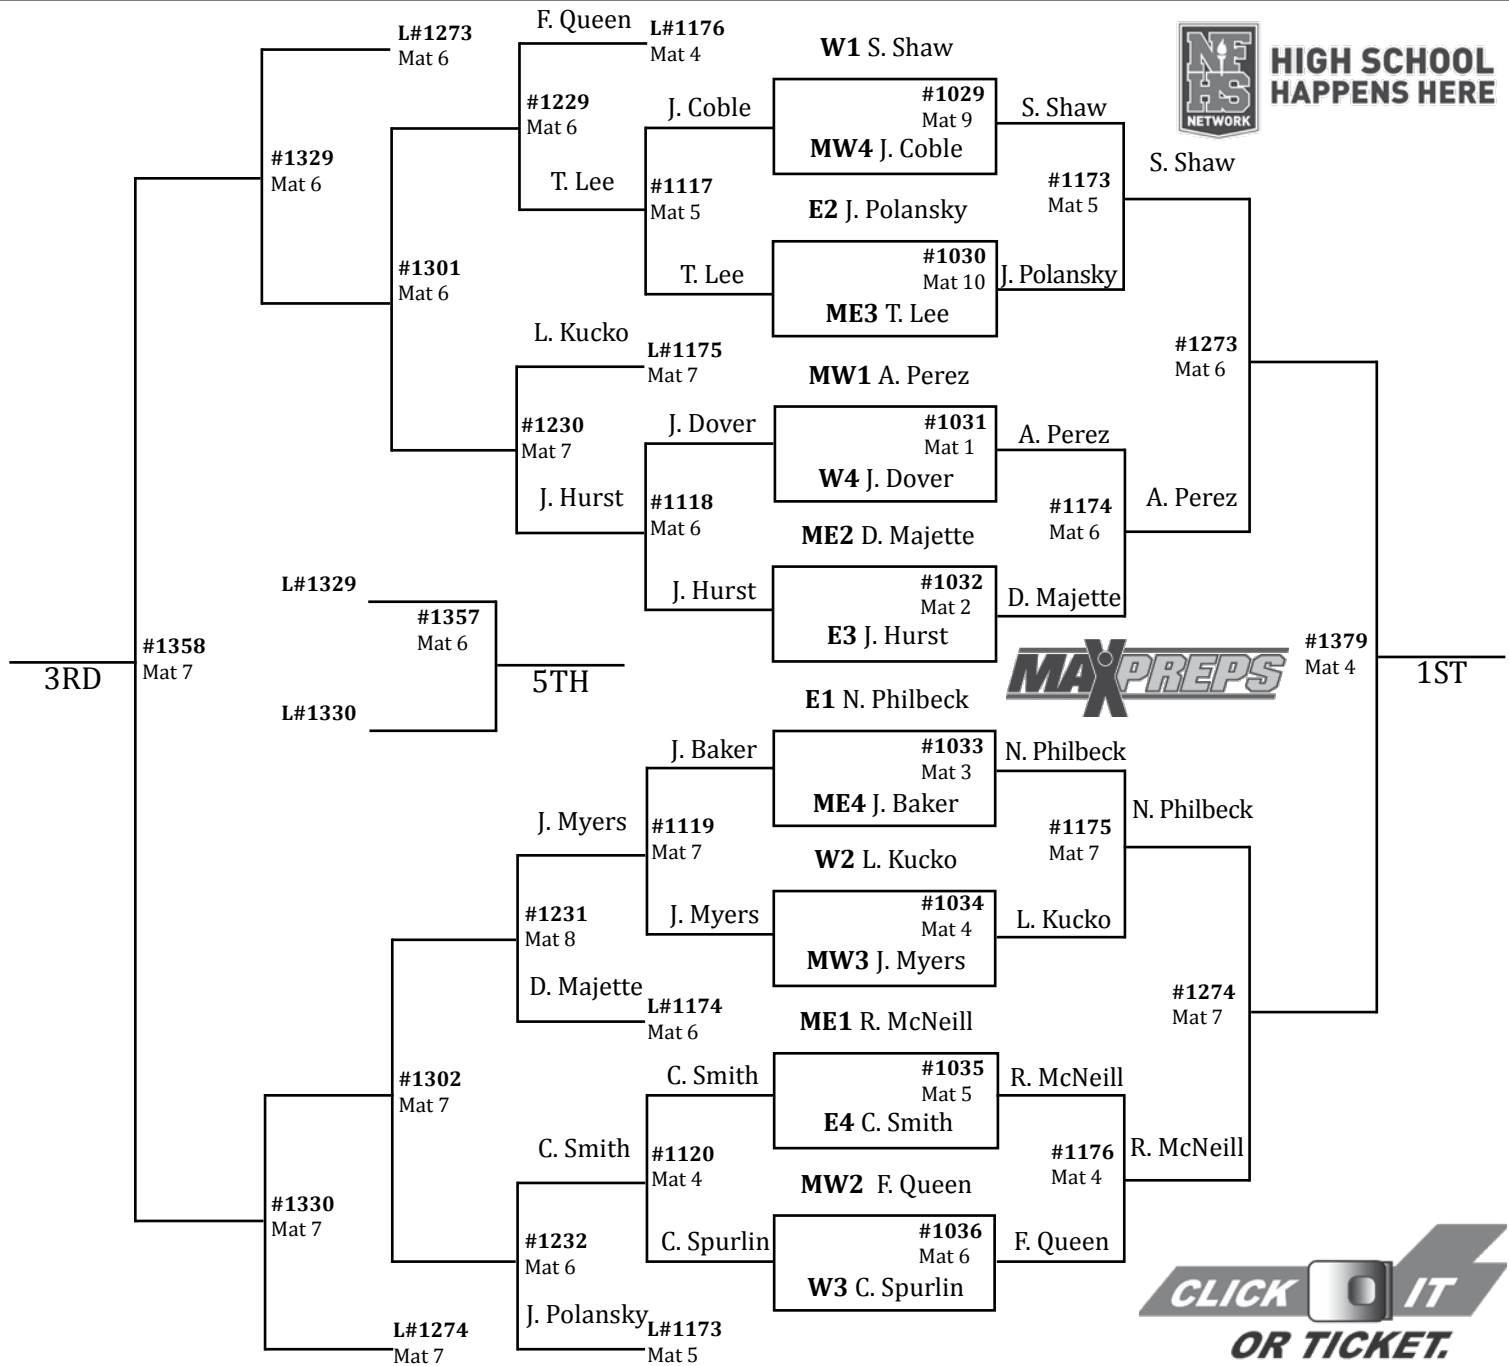 F. Queen
L#1273
Mat 6
L#1176
Mat 4
W1 S. Shaw
NFHS
NETWORK
HIGH SCHOOL
HAPPENS HERE
#1229
Mat 6
J. Coble
#1029
Mat 9
MW4 J. Coble
S. Shaw
S. Shaw
#1329
Mat 6
T. Lee
#1117
Mat 5
E2 J. Polansky
#1173
Mat 5
#1301
Mat 6
T. Lee
#1030
Mat 10
ME3 T. Lee
J. Polansky
L. Kucko
L#1175
Mat 7
MW1 A. Perez
#1273
Mat 6
#1230
Mat 7
J. Dover
#1031
Mat 1
W4 J. Dover
A. Perez
J. Hurst
#1118
Mat 6
ME2 D. Majette
#1174
Mat 6
A. Perez
L#1329
#1357
Mat 6
J. Hurst
#1032
Mat 2
E3 J. Hurst
D. Majette
3RD
#1358
Mat 7
5TH
L#1330
MAXPREPS
#1379
Mat 4
1ST
E1 N. Philbeck
J. Baker
#1033
Mat 3
ME4 J. Baker
N. Philbeck
J. Myers
#1119
Mat 7
W2 L. Kucko
#1175
Mat 7
N. Philbeck
#1231
Mat 8
J. Myers
#1034
Mat 4
MW3 J. Myers
L. Kucko
D. Majette
L#1174
Mat 6
ME1 R. McNeill
#1274
Mat 7
#1302
Mat 7
C. Smith
#1035
Mat 5
E4 C. Smith
R. McNeill
C. Smith
#1120
Mat 4
MW2 F. Queen
#1176
Mat 4
R. McNeill
#1330
Mat 7
#1232
Mat 6
C. Spurlin
#1036
Mat 6
W3 C. Spurlin
F. Queen
J. Polansky
L#1274
Mat 7
L#1173
Mat 5
CLICK IT
OR TICKET.